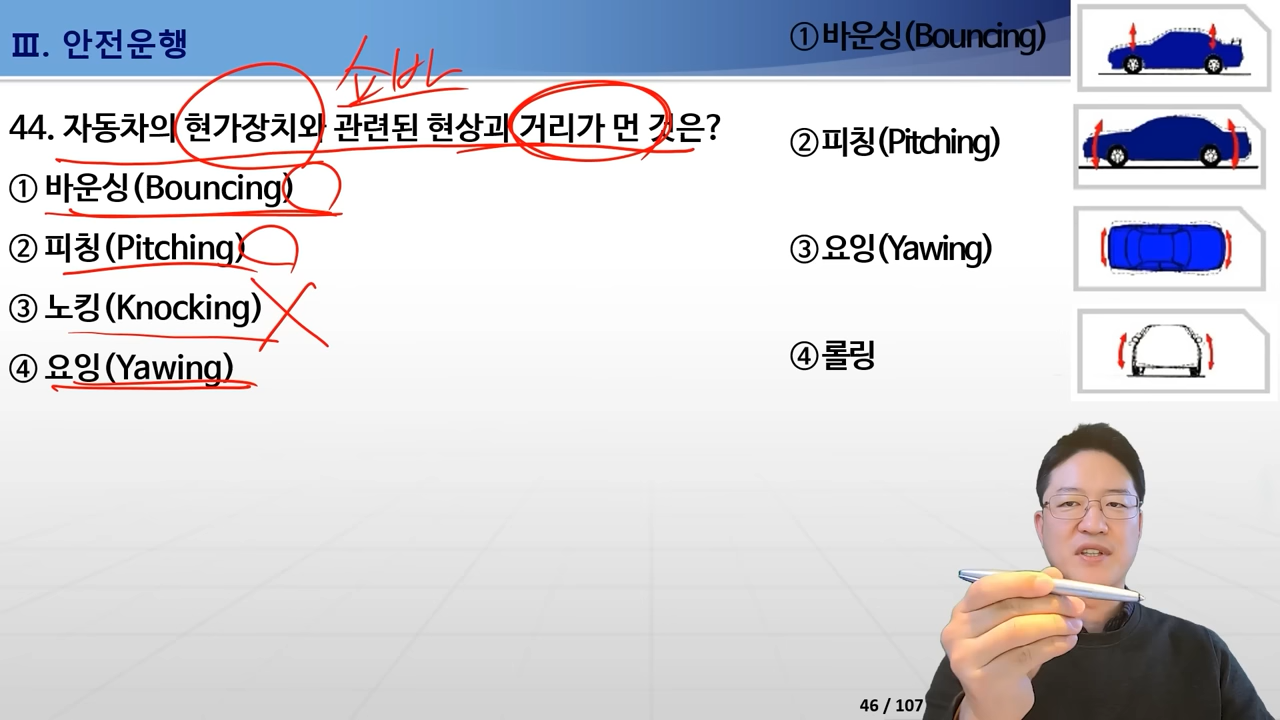 Ⅲ. 안전운행
쇼바
44. 자동차의 현가장치와 관련된 현상과 거리가 먼 것은?
① 바운싱(Bouncing)
② 피칭(Pitching)
③ 노킹(Knocking)
④ 요잉(Yawing)
① 바운싱(Bouncing)
② 피칭(Pitching)
③ 요잉(Yawing)
④ 롤링
46 / 107